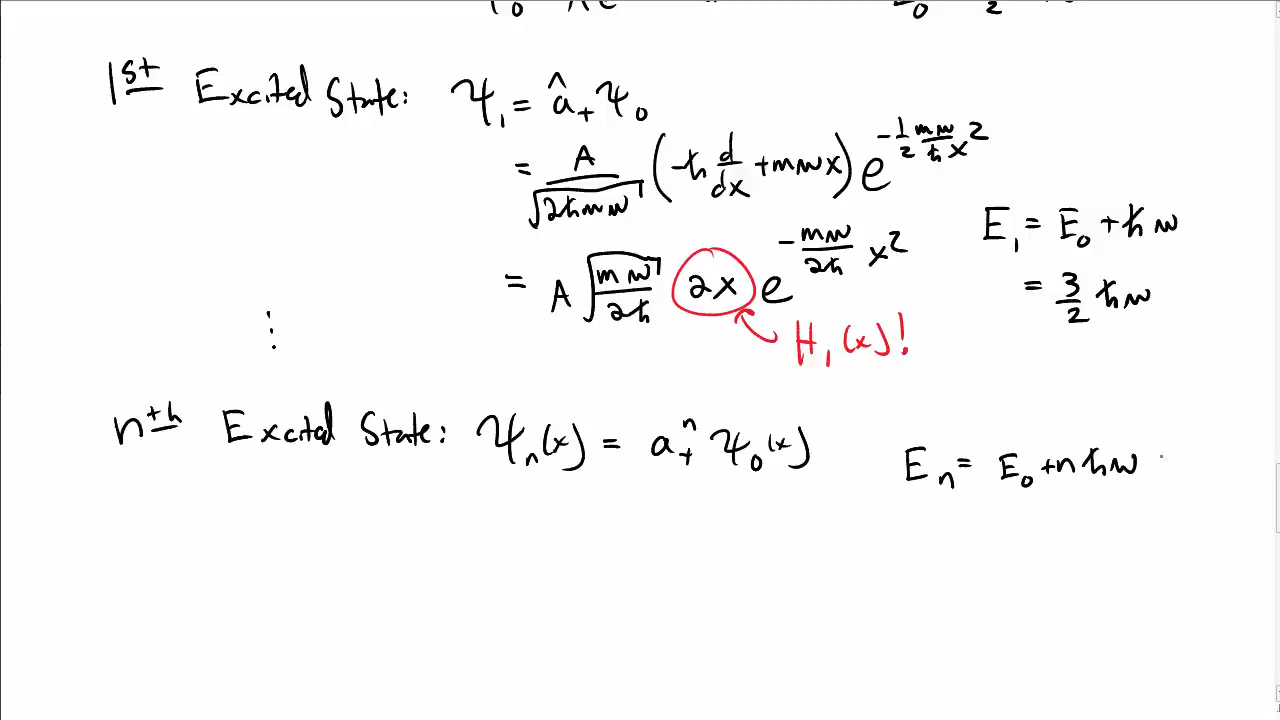 1st Excited State: Ψ₁ = â₊Ψ₀
= A/√(2ħmω) (-ħ d/dx + mωx) e^(-1/2 mω/ħ x²)
E₁ = E₀ + ħω
= A √(mω/2ħ) 2x e^(-mω/2ħ x²)
= 3/2 ħω
H₁(x)!
⋮
nth Excited State: Ψₙ(x) = a₊ⁿ Ψ₀(x)
Eₙ = E₀ + nħω